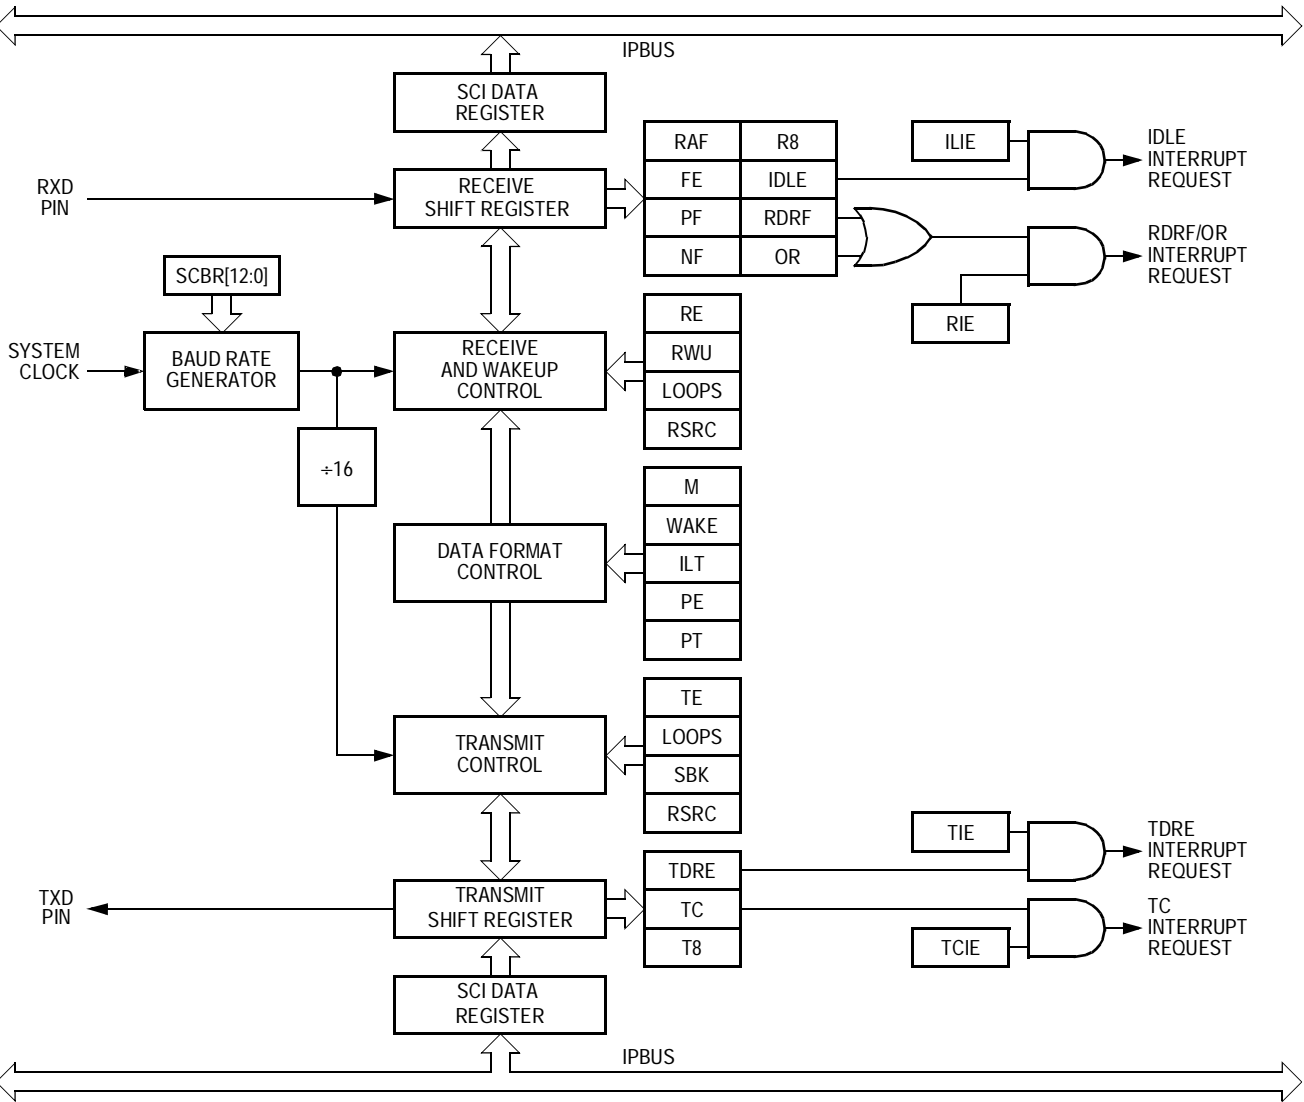 IPBUS
SCI DATA
REGISTER
RAF
R8
ILIE
IDLE
INTERRUPT
REQUEST
RXD
PIN
RECEIVE
SHIFT REGISTER
FE
IDLE
PF
RDRF
NF
OR
RDRF/OR
INTERRUPT
REQUEST
RIE
SCBR[12:0]
SYSTEM
CLOCK
BAUD RATE
GENERATOR
RECEIVE
AND WAKEUP
CONTROL
RE
RWU
LOOPS
RSRC
÷16
DATA FORMAT
CONTROL
M
WAKE
ILT
PE
PT
TRANSMIT
CONTROL
TE
LOOPS
SBK
RSRC
TIE
TDRE
INTERRUPT
REQUEST
TXD
PIN
TRANSMIT
SHIFT REGISTER
TDRE
TC
T8
TCIE
TC
INTERRUPT
REQUEST
SCI DATA
REGISTER
IPBUS